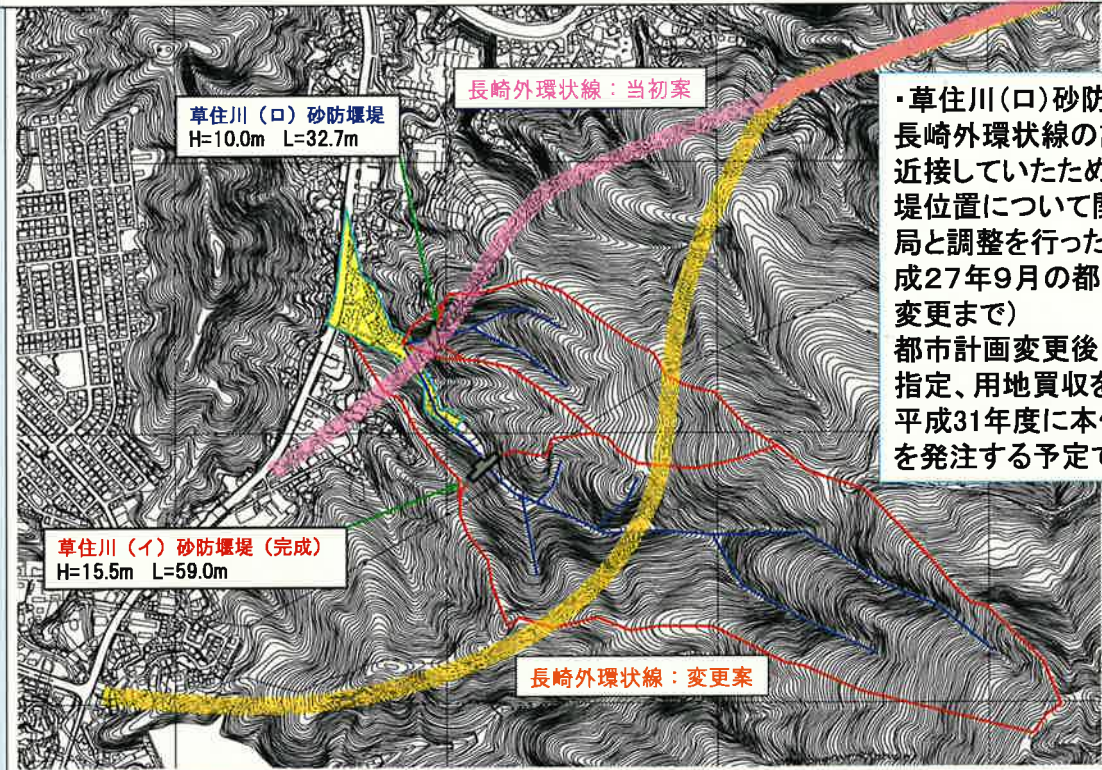 長崎外環状線：当初案
草住川（ロ）砂防堰堤
H=10.0m L=32.7m
・草住川（ロ）砂防
長崎外環状線の
近接していたため
堤位置について
局と調整を行った
成27年9月の都
変更まで）
都市計画変更後
指定、用地買収を
平成31年度に本
を発注する予定で
草住川（イ）砂防堰堤（完成）
H=15.5m L=59.0m
長崎外環状線：変更案